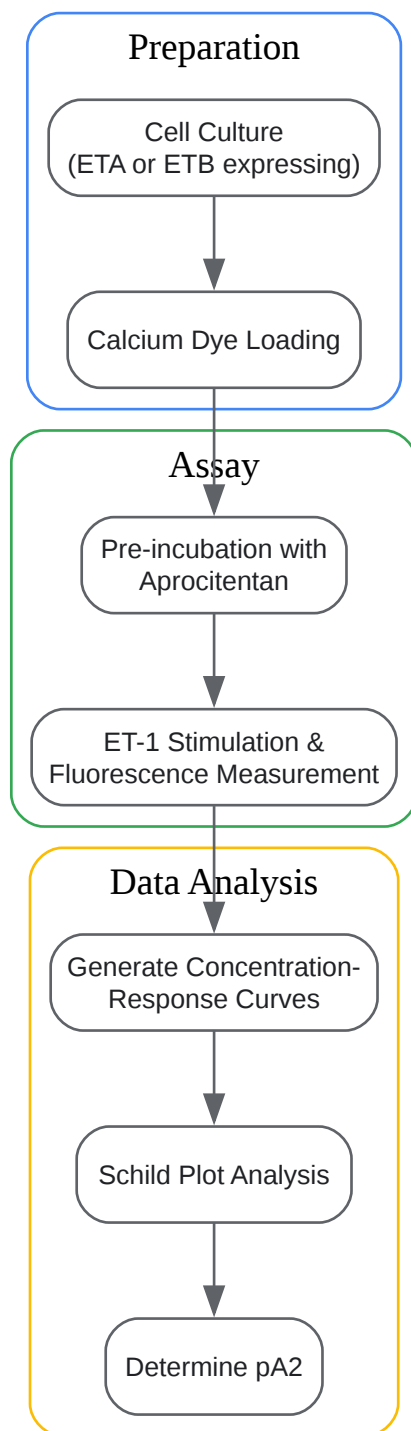 Preparation
Cell Culture
(ETA or ETB expressing)
Calcium Dye Loading
Assay
Pre-incubation with
Aprocitentan
ET-1 Stimulation &
Fluorescence Measurement
Data Analysis
Generate Concentration-
Response Curves
Schild Plot Analysis
Determine pA2